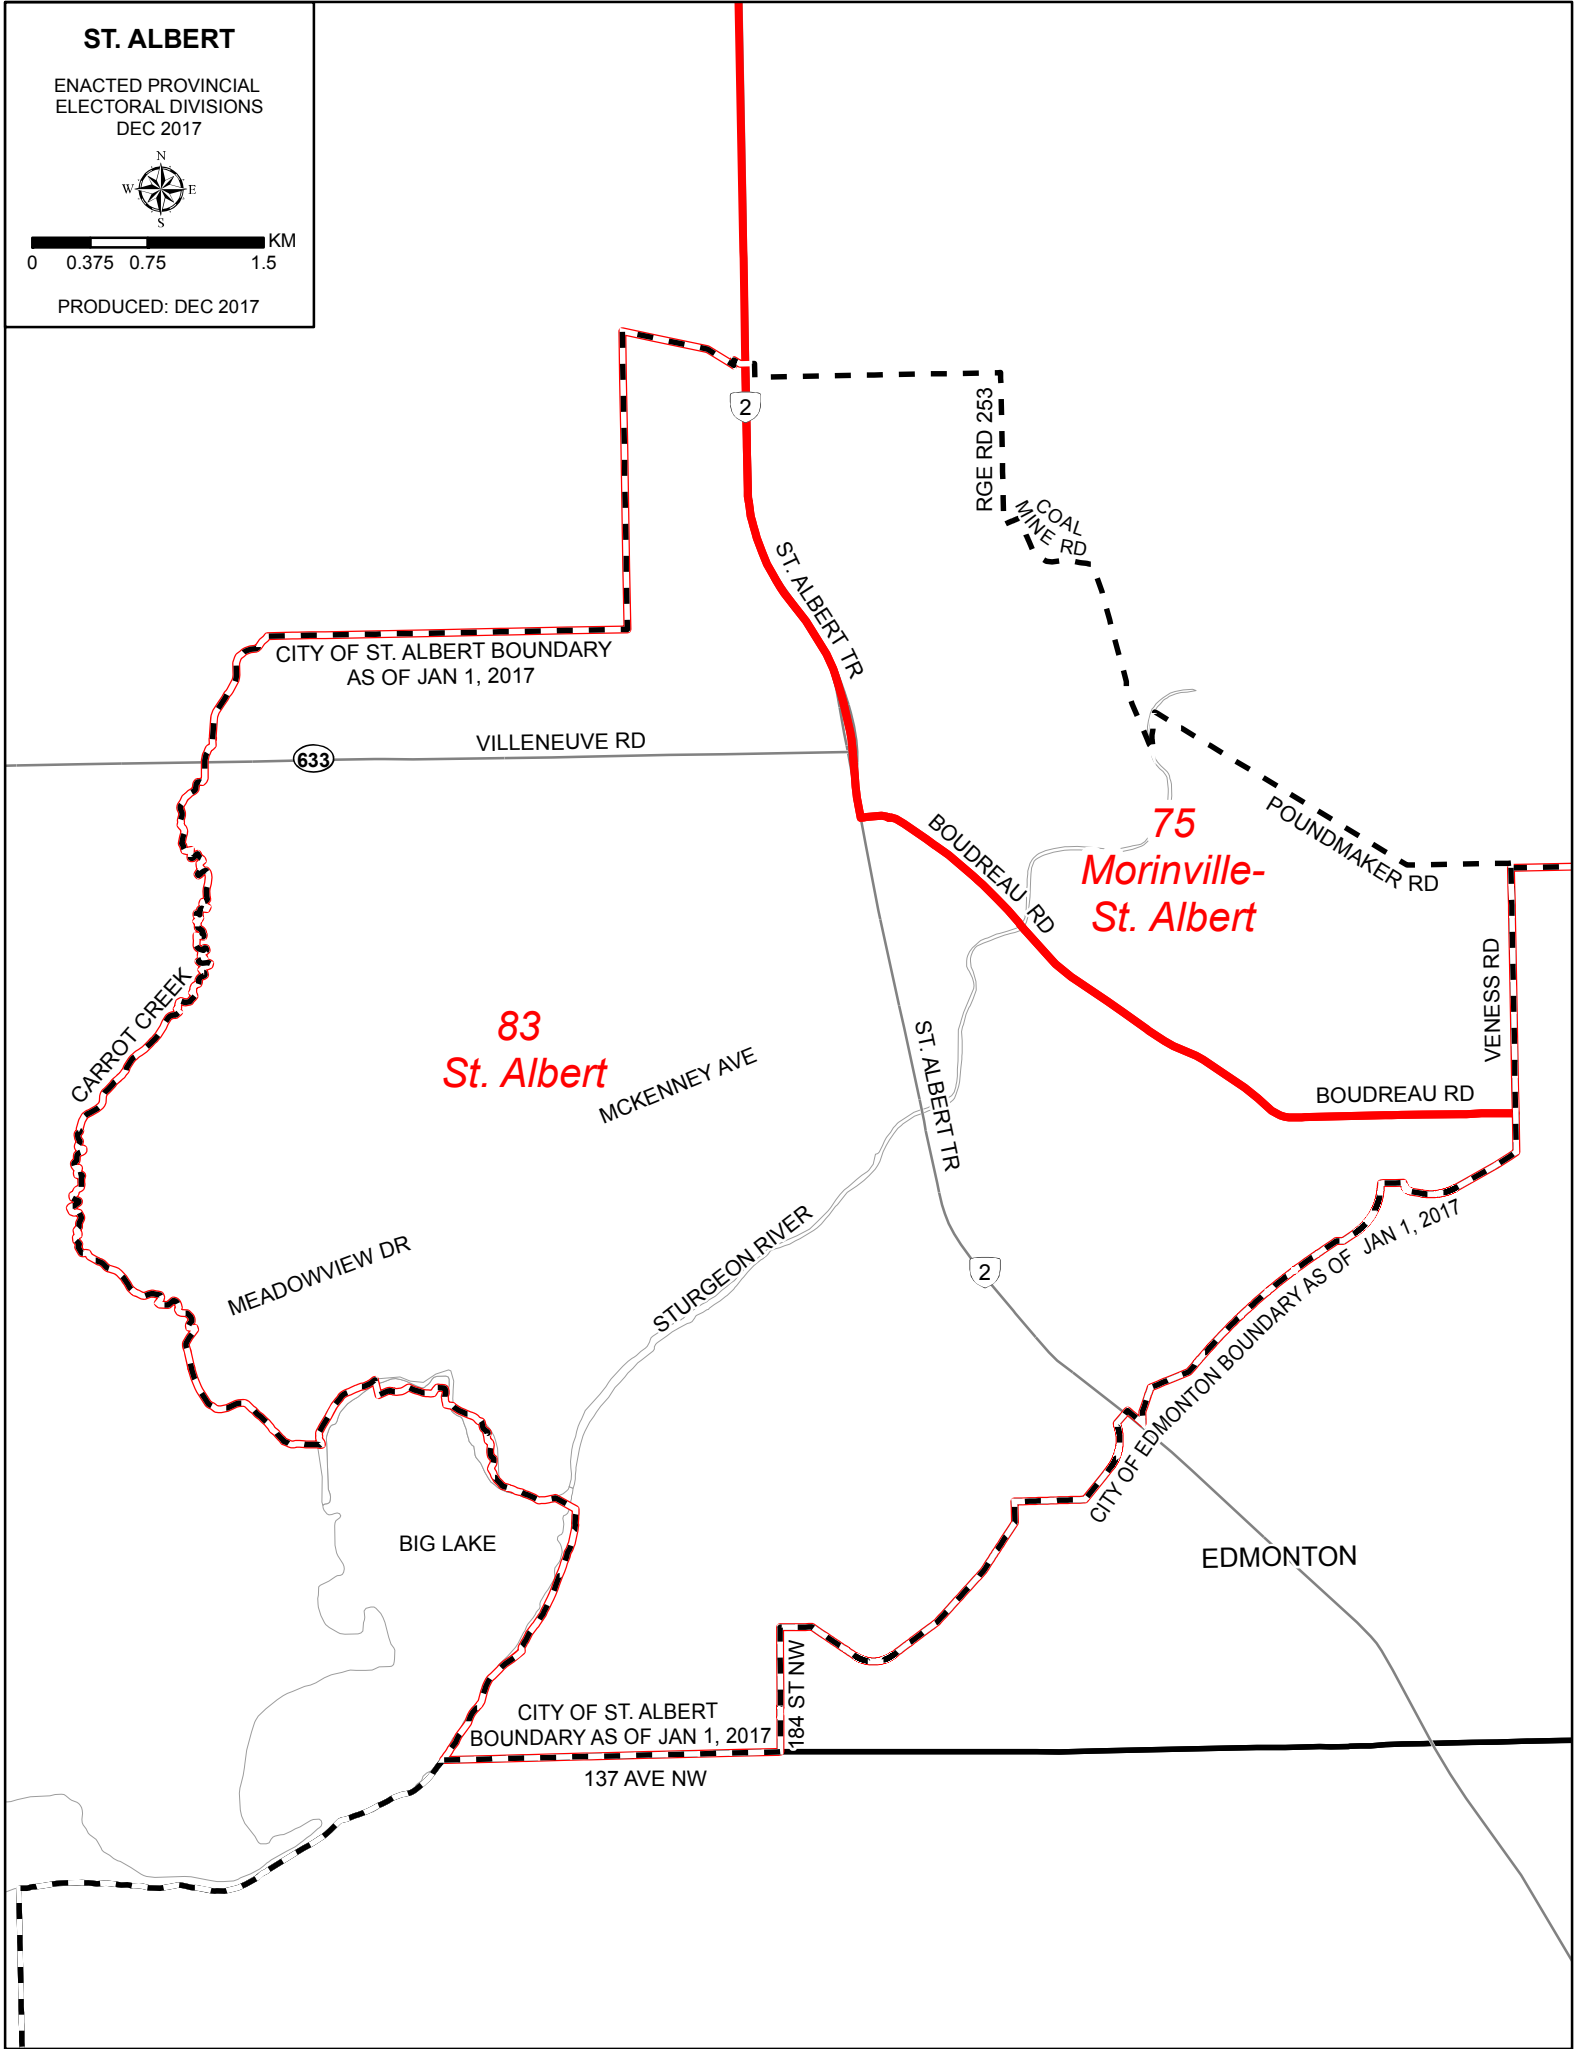 ST. ALBERT
ENACTED PROVINCIAL
ELECTORAL DIVISIONS
DEC 2017
N
W E
S
KM
0 0.375 0.75 1.5
PRODUCED: DEC 2017
2
RGE RD 253
COAL
MINE RD
ST. ALBERT TR
CITY OF ST. ALBERT BOUNDARY
AS OF JAN 1, 2017
VILLENEUVE RD
633
75
Morinville-
St. Albert
POUNDMAKER RD
BOUDREAU RD
VENESS RD
CARROT CREEK
83
St. Albert
MCKENNEY AVE
ST. ALBERT TR
BOUDREAU RD
MEADOWVIEW DR
STURGEON RIVER
2
CITY OF EDMONTON BOUNDARY AS OF JAN 1, 2017
BIG LAKE
EDMONTON
184 ST NW
CITY OF ST. ALBERT
BOUNDARY AS OF JAN 1, 2017
137 AVE NW